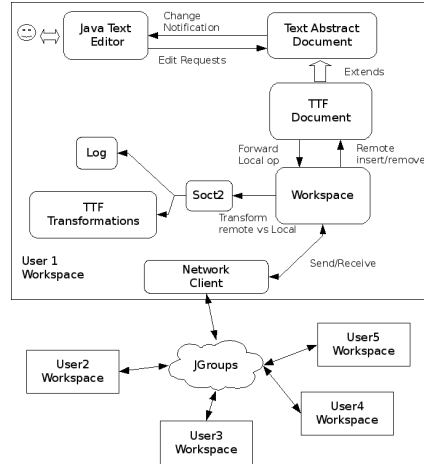 Java Text
Editor
Change
Notification
Edit Requests
Text Abstract
Document
Extends
TTF
Document
Forward
Local op
Remote
insert/remove
Log
Soct2
Workspace
TTF
Transformations
Transform
remote vs Local
User 1
Workspace
Network
Client
Send/Receive
JGroups
User2
Workspace
User3
Workspace
User4
Workspace
User5
Workspace